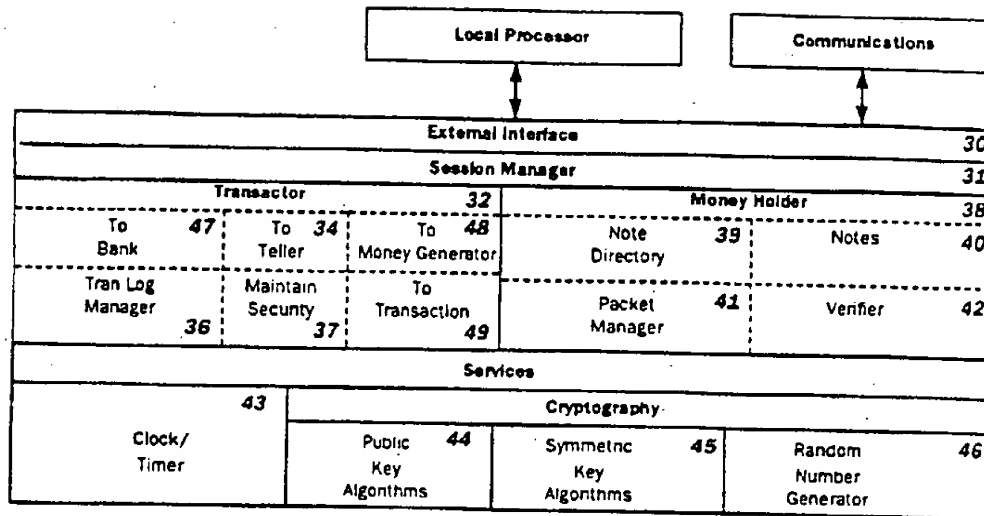 Local Processor
Communications
External Interface 30
Session Manager 31
Transactor 32
Money Holder 38
To 47
Bank
To 34
Teller
To 48
Money Generator
Note 39
Directory
Notes 40
Tran Log
Manager
36
Maintain
Security
37
To
Transaction
49
Packet 41
Manager
Verifier 42
Services
43
Clock/
Timer
Cryptography
Public 44
Key
Algorithms
Symmetric 45
Key
Algorithms
Random 46
Number
Generator